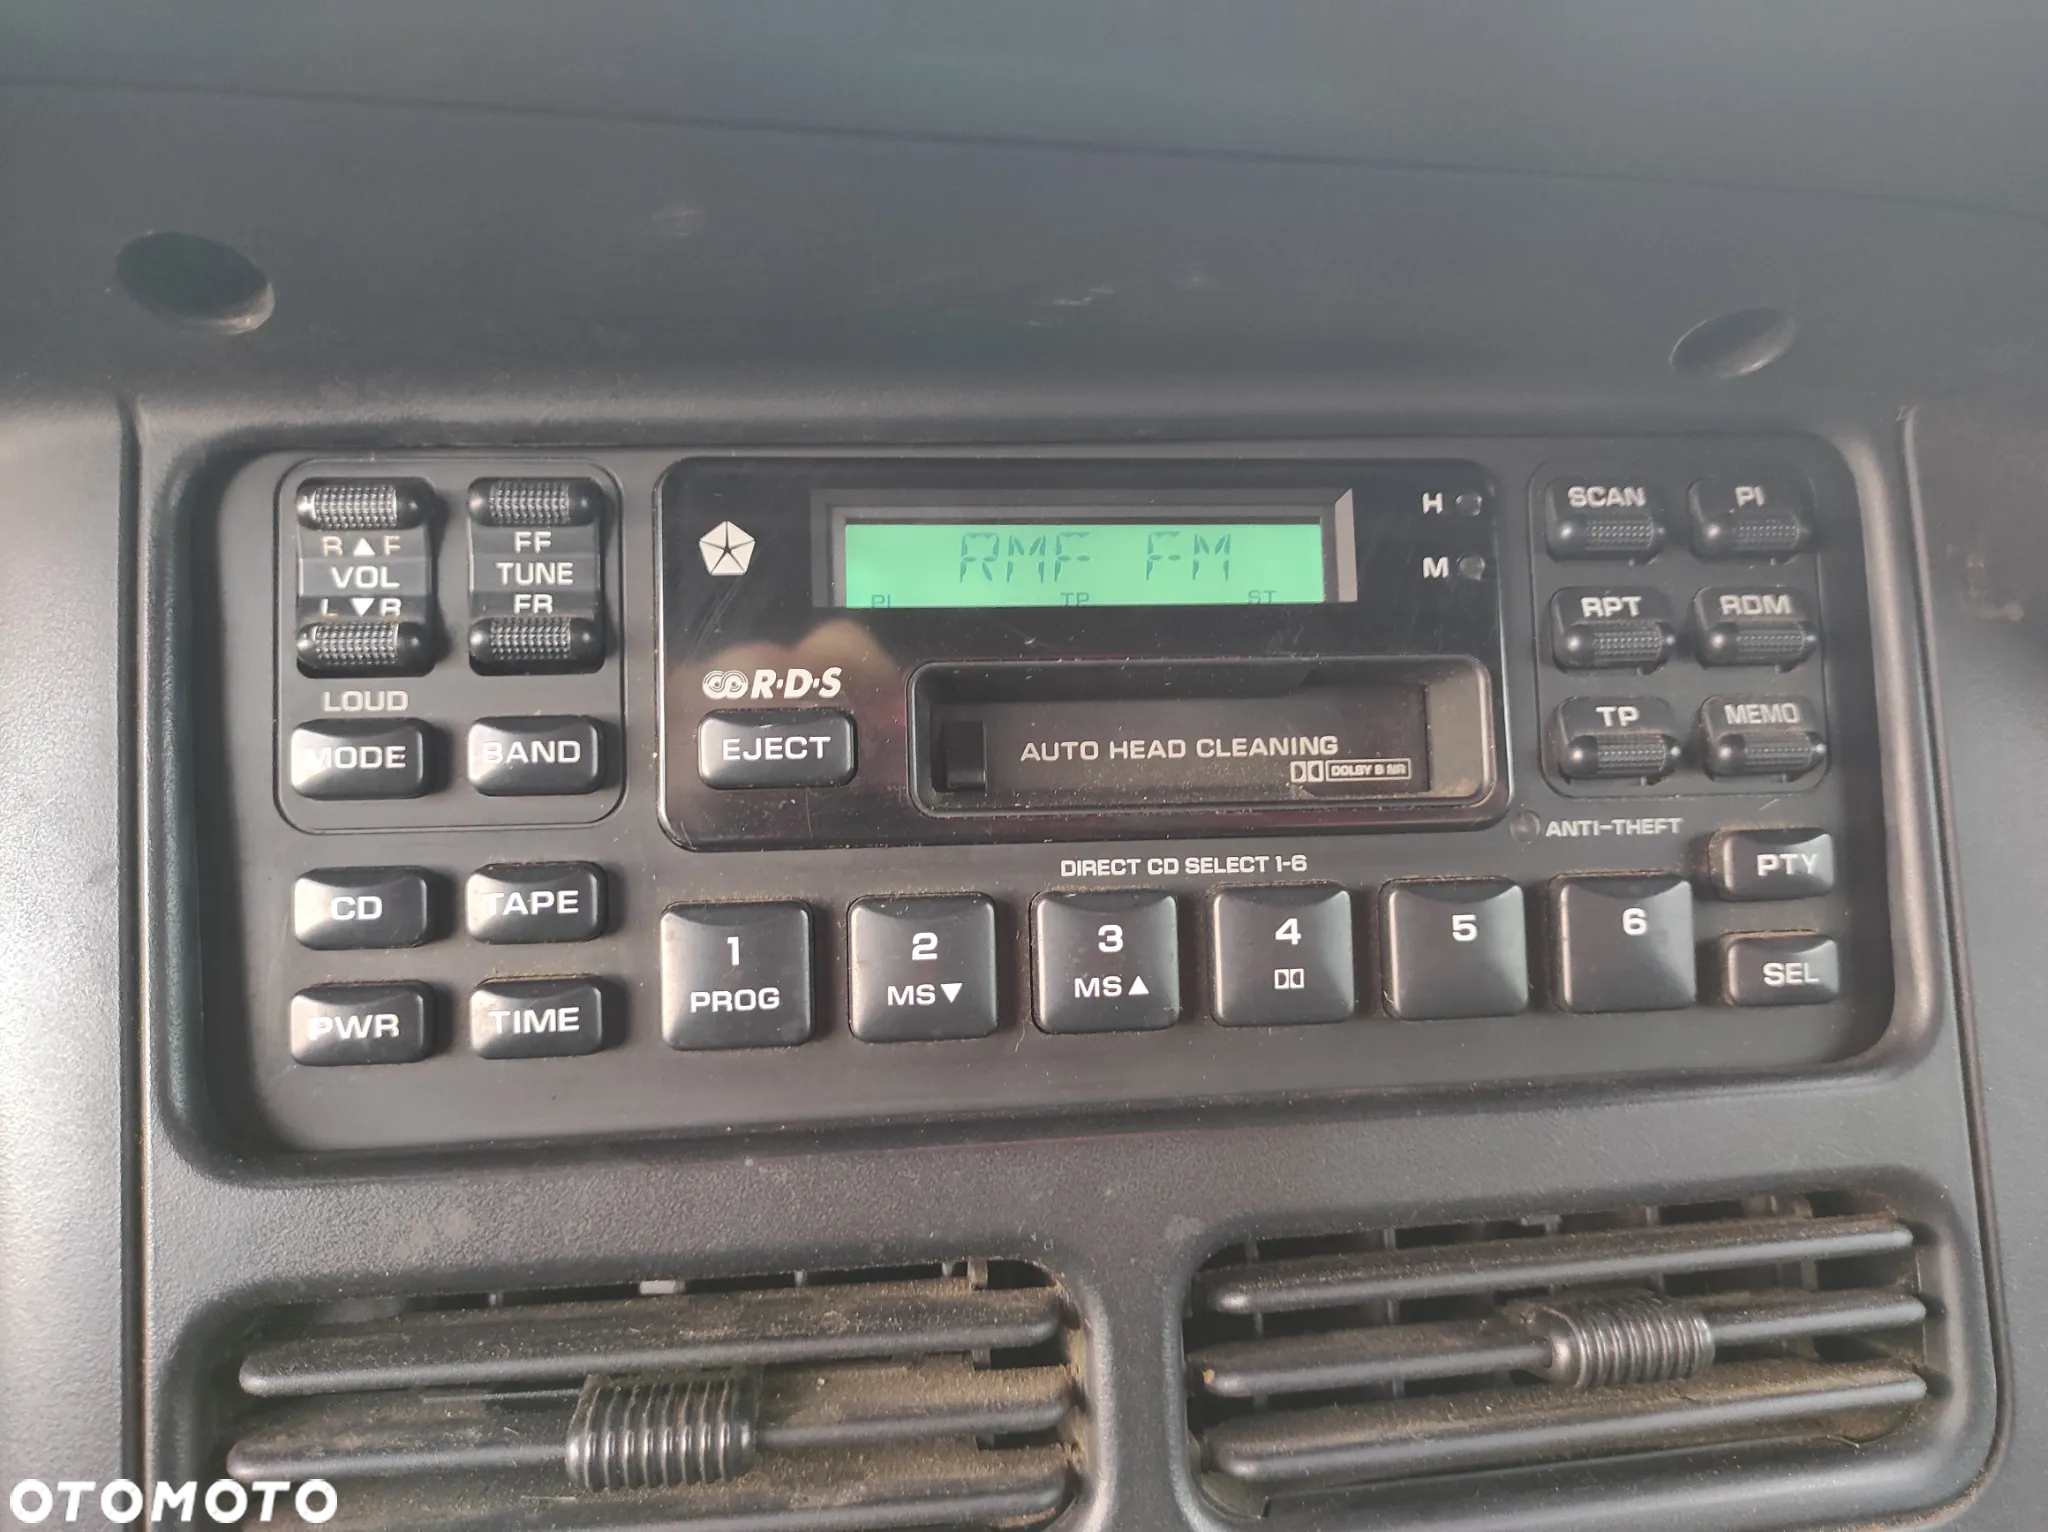 R ▲ F
VOL
L ▼ R
FF
TUNE
FR
LOUD
MODE
BAND
CD
TAPE
PWR
TIME
RMF FM
PI TP ST
H
M
R·D·S
EJECT
AUTO HEAD CLEANING
DOLBY B NR
SCAN
PI
RPT
RDM
TP
MEMO
ANTI-THEFT
DIRECT CD SELECT 1-6
1
PROG
2
MS▼
3
MS▲
4
5
6
PTY
SEL
OTOMOTO